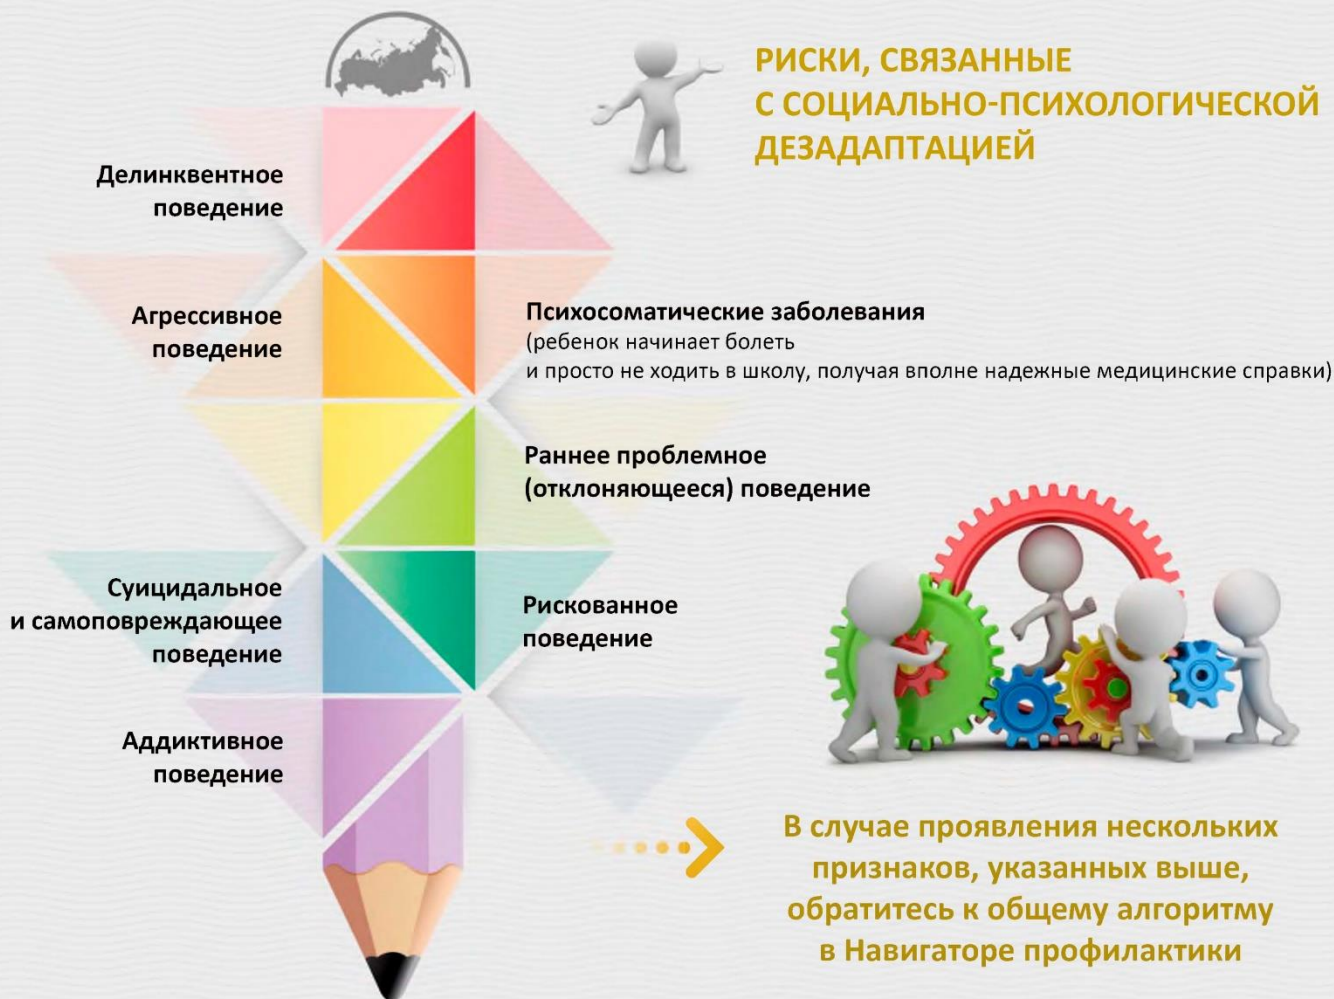 РИСКИ, СВЯЗАННЫЕ
С СОЦИАЛЬНО-ПСИХОЛОГИЧЕСКОЙ
ДЕЗАДАПТАЦИЕЙ
Делинквентное
поведение
Агрессивное
поведение
Психосоматические заболевания
(ребенок начинает болеть
и просто не ходить в школу, получая вполне надежные медицинские справки)
Раннее проблемное
(отклоняющееся) поведение
Суицидальное
и самоповреждающее
поведение
Рискованное
поведение
Аддиктивное
поведение
В случае проявления нескольких
признаков, указанных выше,
обратитесь к общему алгоритму
в Навигаторе профилактики